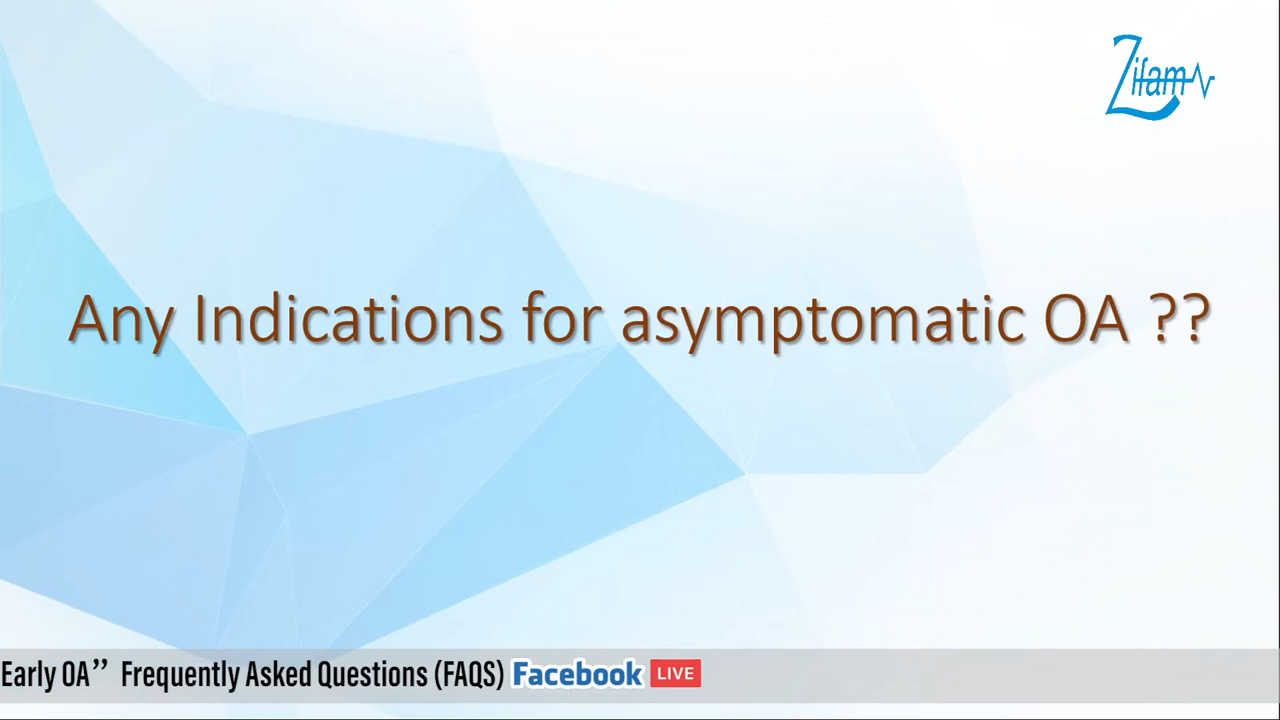 Zifam
Any Indications for asymptomatic OA ??
Early OA” Frequently Asked Questions (FAQS) Facebook LIVE